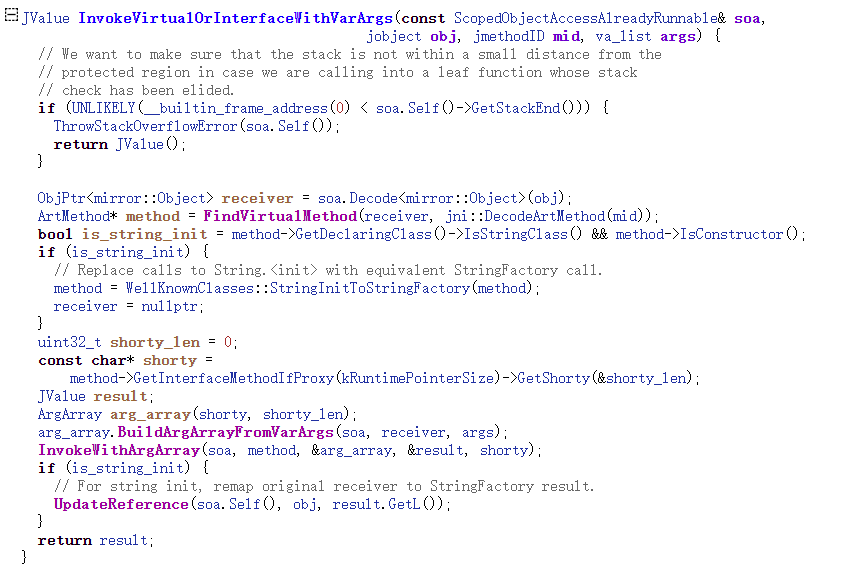 JValue InvokeVirtualOrInterfaceWithVarArgs(const ScopedObjectAccessAlreadyRunnable& soa,
                                           jobject obj, jmethodID mid, va_list args) {
  // We want to make sure that the stack is not within a small distance from the
  // protected region in case we are calling into a leaf function whose stack
  // check has been elided.
  if (UNLIKELY(__builtin_frame_address(0) < soa.Self()->GetStackEnd())) {
    ThrowStackOverflowError(soa.Self());
    return JValue();
  }

  ObjPtr<mirror::Object> receiver = soa.Decode<mirror::Object>(obj);
  ArtMethod* method = FindVirtualMethod(receiver, jni::DecodeArtMethod(mid));
  bool is_string_init = method->GetDeclaringClass()->IsStringClass() && method->IsConstructor();
  if (is_string_init) {
    // Replace calls to String.<init> with equivalent StringFactory call.
    method = WellKnownClasses::StringInitToStringFactory(method);
    receiver = nullptr;
  }
  uint32_t shorty_len = 0;
  const char* shorty =
      method->GetInterfaceMethodIfProxy(kRuntimePointerSize)->GetShorty(&shorty_len);
  JValue result;
  ArgArray arg_array(shorty, shorty_len);
  arg_array.BuildArgArrayFromVarArgs(soa, receiver, args);
  InvokeWithArgArray(soa, method, &arg_array, &result, shorty);
  if (is_string_init) {
    // For string init, remap original receiver to StringFactory result.
    UpdateReference(soa.Self(), obj, result.GetL());
  }
  return result;
}